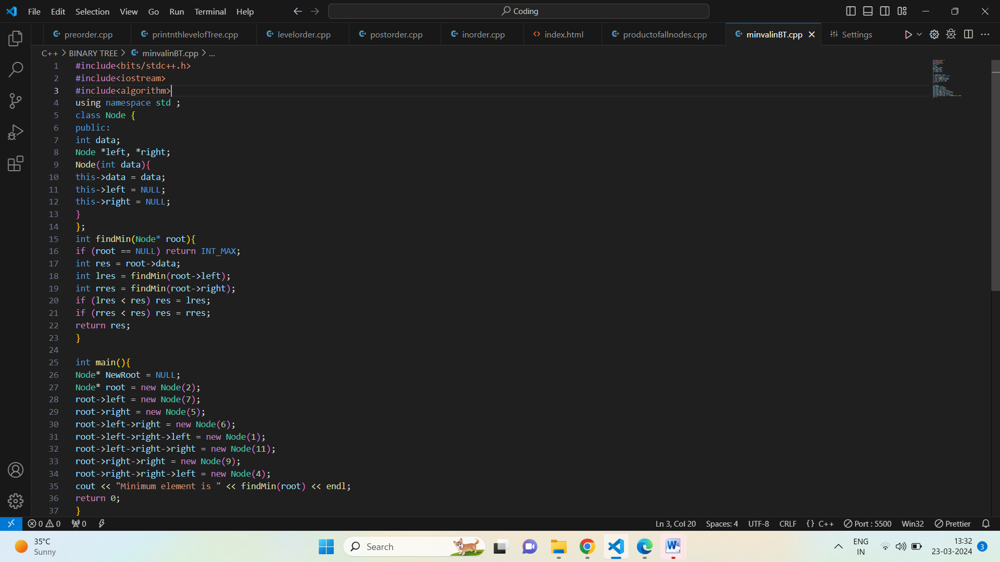 File Edit Selection View Go Run Terminal Help
Coding
preorder.cpp printnthlevelofTree.cpp levelorder.cpp postorder.cpp inorder.cpp index.html productofallnodes.cpp minvalinBT.cpp Settings
C++ > BINARY TREE > minvalinBT.cpp > ...
1 #include<bits/stdc++.h>
2 #include<iostream>
3 #include<algorithm>
4 using namespace std ;
5 class Node {
6 public:
7 int data;
8 Node *left, *right;
9 Node(int data){
10 this->data = data;
11 this->left = NULL;
12 this->right = NULL;
13 }
14 };
15 int findMin(Node* root){
16 if (root == NULL) return INT_MAX;
17 int res = root->data;
18 int lres = findMin(root->left);
19 int rres = findMin(root->right);
20 if (lres < res) res = lres;
21 if (rres < res) res = rres;
22 return res;
23 }
24
25 int main(){
26 Node* NewRoot = NULL;
27 Node* root = new Node(2);
28 root->left = new Node(7);
29 root->right = new Node(5);
30 root->left->right = new Node(6);
31 root->left->right->left = new Node(1);
32 root->left->right->right = new Node(11);
33 root->right->right = new Node(9);
34 root->right->right->left = new Node(4);
35 cout << "Minimum element is " << findMin(root) << endl;
36 return 0;
37 }
0 0 0 Ln 3, Col 20 Spaces: 4 UTF-8 CRLF {} C++ Port : 5500 Win32 Prettier
35°C
Sunny
Search
ENG
IN
13:32
23-03-2024
3